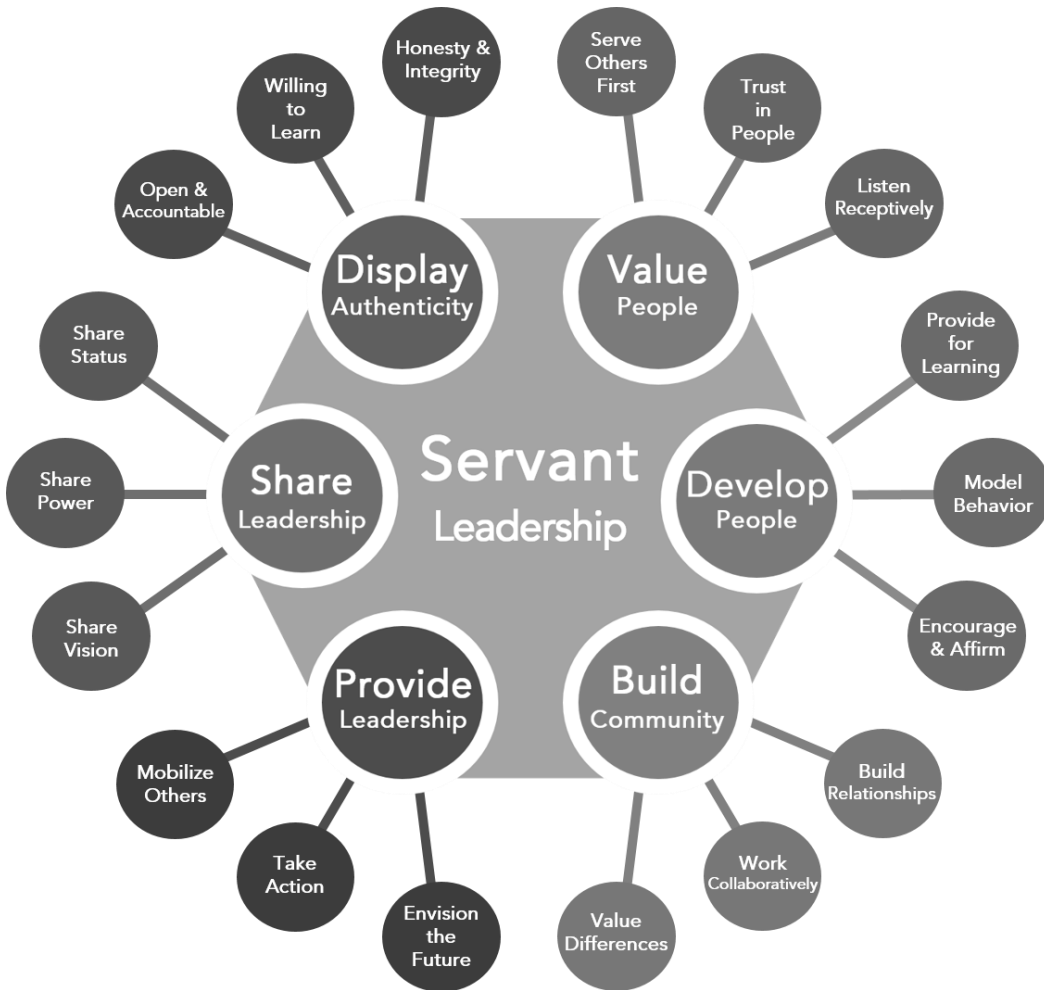 Servant
Leadership
Display
Authenticity
Honesty &
Integrity
Willing
to
Learn
Open &
Accountable
Value
People
Serve
Others
First
Trust
in
People
Listen
Receptively
Develop
People
Provide
for
Learning
Model
Behavior
Encourage
& Affirm
Build
Community
Build
Relationships
Work
Collaboratively
Value
Differences
Provide
Leadership
Envision
the
Future
Take
Action
Mobilize
Others
Share
Leadership
Share
Vision
Share
Power
Share
Status